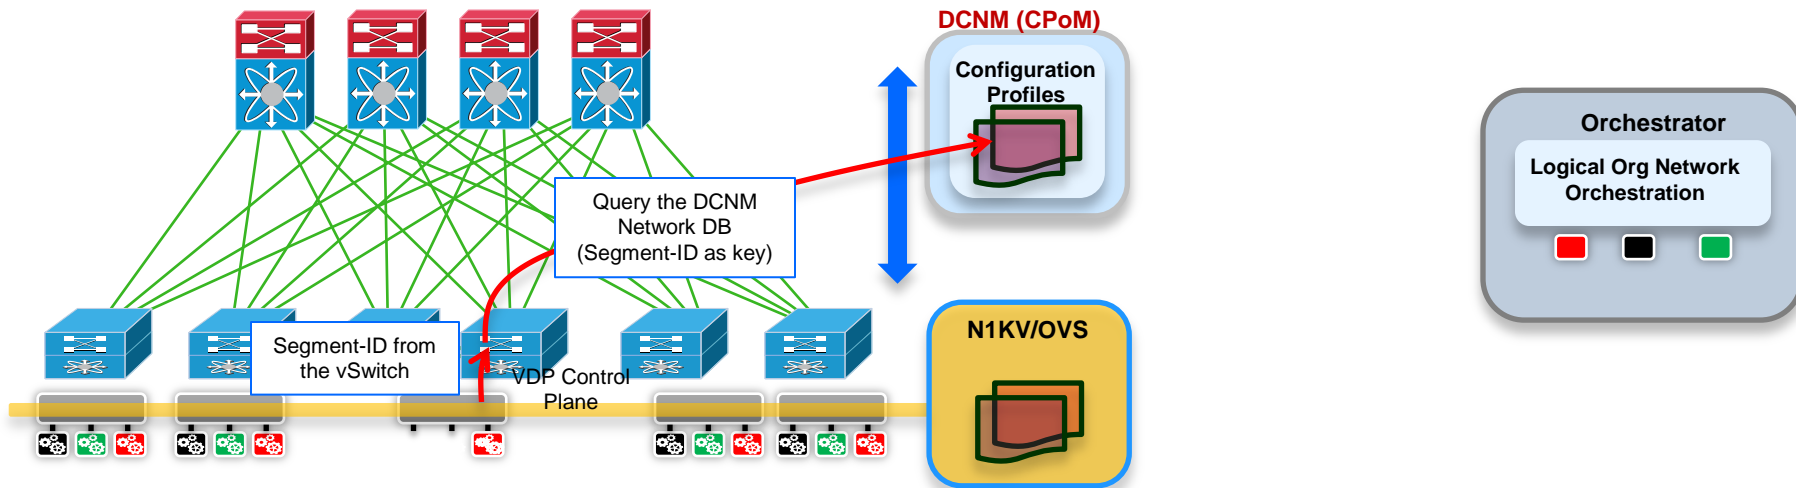 DCNM (CPoM)
Configuration
Profiles
Orchestrator
Logical Org Network
Orchestration
Query the DCNM
Network DB
(Segment-ID as key)
N1KV/OVS
Segment-ID from
the vSwitch
VDP Control
Plane